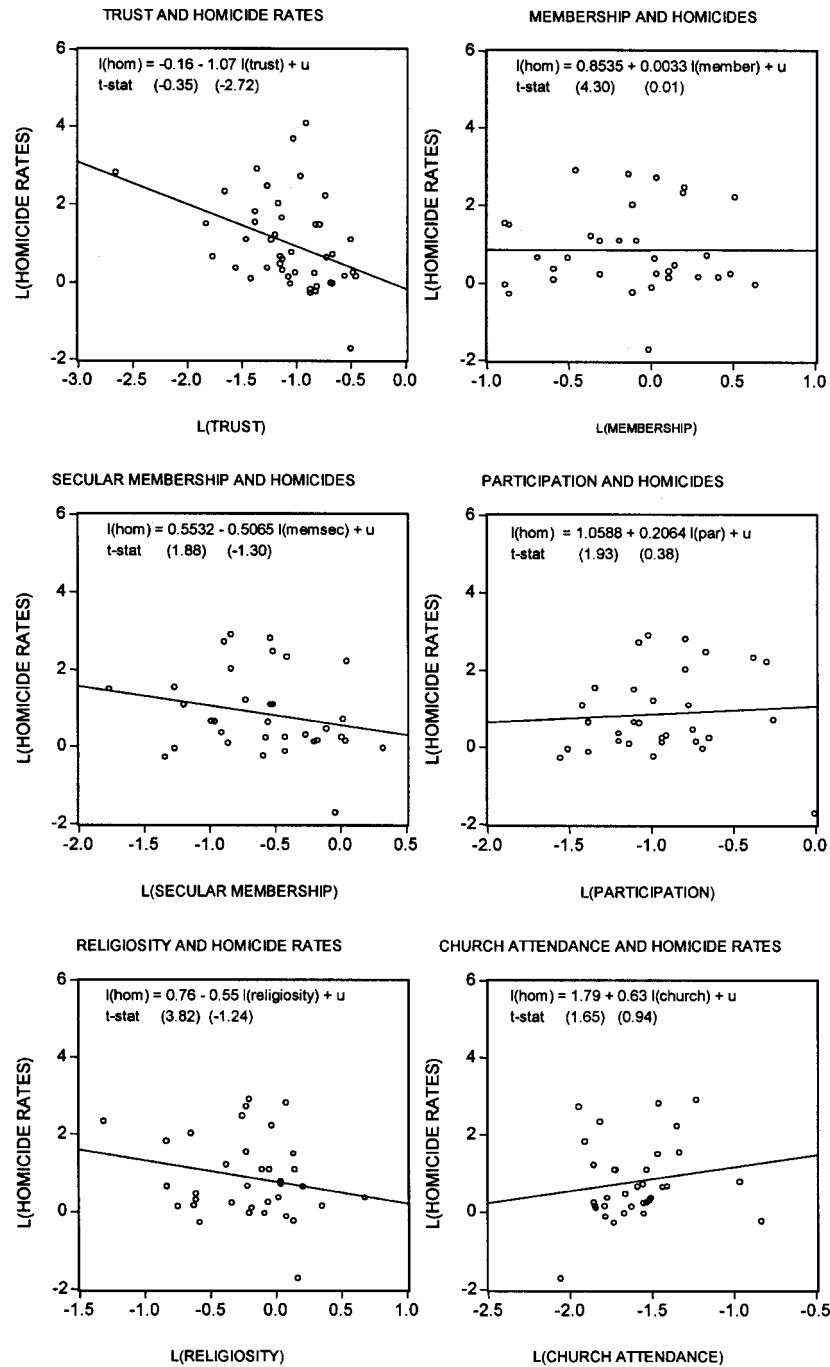 TRUST AND HOMICIDE RATES
l(hom) = -0.16 - 1.07 l(trust) + u
t-stat (-0.35) (-2.72)
L(HOMICIDE RATES)
6
4
2
0
-2
-3.0 -2.5 -2.0 -1.5 -1.0 -0.5 0.0
L(TRUST)
MEMBERSHIP AND HOMICIDES
l(hom) = 0.8535 + 0.0033 l(member) + u
t-stat (4.30) (0.01)
L(HOMICIDE RATES)
6
4
2
0
-2
-1.0 -0.5 0.0 0.5 1.0
L(MEMBERSHIP)
SECULAR MEMBERSHIP AND HOMICIDES
l(hom) = 0.5532 - 0.5065 l(memsec) + u
t-stat (1.88) (-1.30)
L(HOMICIDE RATES)
6
4
2
0
-2
-2.0 -1.5 -1.0 -0.5 0.0 0.5
L(SECULAR MEMBERSHIP)
PARTICIPATION AND HOMICIDES
l(hom) = 1.0588 + 0.2064 l(par) + u
t-stat (1.93) (0.38)
L(HOMICIDE RATES)
6
4
2
0
-2
-2.0 -1.5 -1.0 -0.5 0.0
L(PARTICIPATION)
RELIGIOSITY AND HOMICIDE RATES
l(hom) = 0.76 - 0.55 l(religiosity) + u
t-stat (3.82) (-1.24)
L(HOMICIDE RATES)
6
4
2
0
-2
-1.5 -1.0 -0.5 0.0 0.5 1.0
L(RELIGIOSITY)
CHURCH ATTENDANCE AND HOMICIDE RATES
l(hom) = 1.79 + 0.63 l(church) + u
t-stat (1.65) (0.94)
L(HOMICIDE RATES)
6
4
2
0
-2
-2.5 -2.0 -1.5 -1.0 -0.5
L(CHURCH ATTENDANCE)